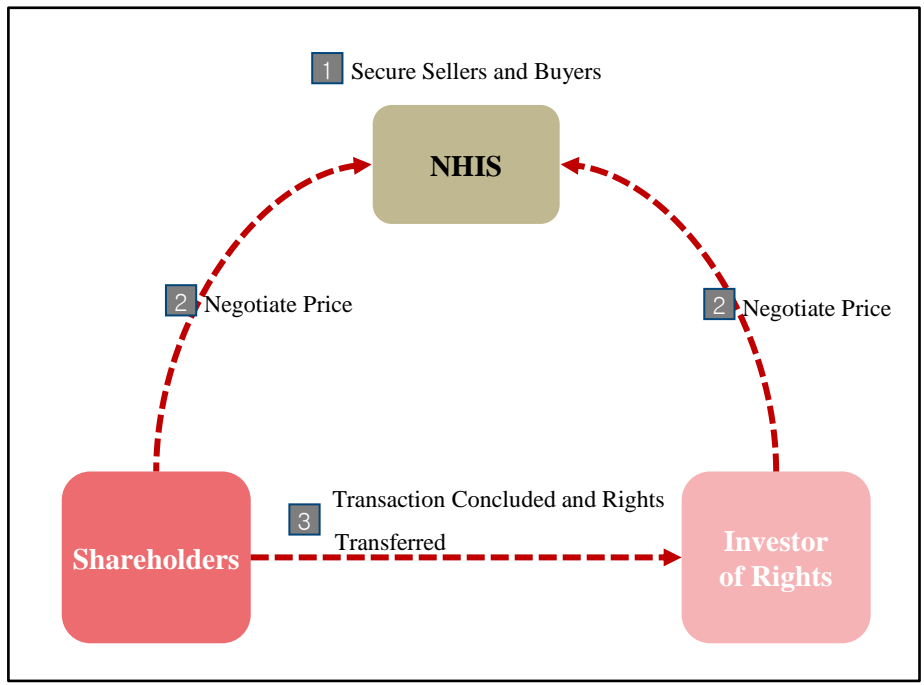 1 Secure Sellers and Buyers
NHIS
2 Negotiate Price
2 Negotiate Price
Shareholders
3 Transaction Concluded and Rights
Transferred
Investor
of Rights